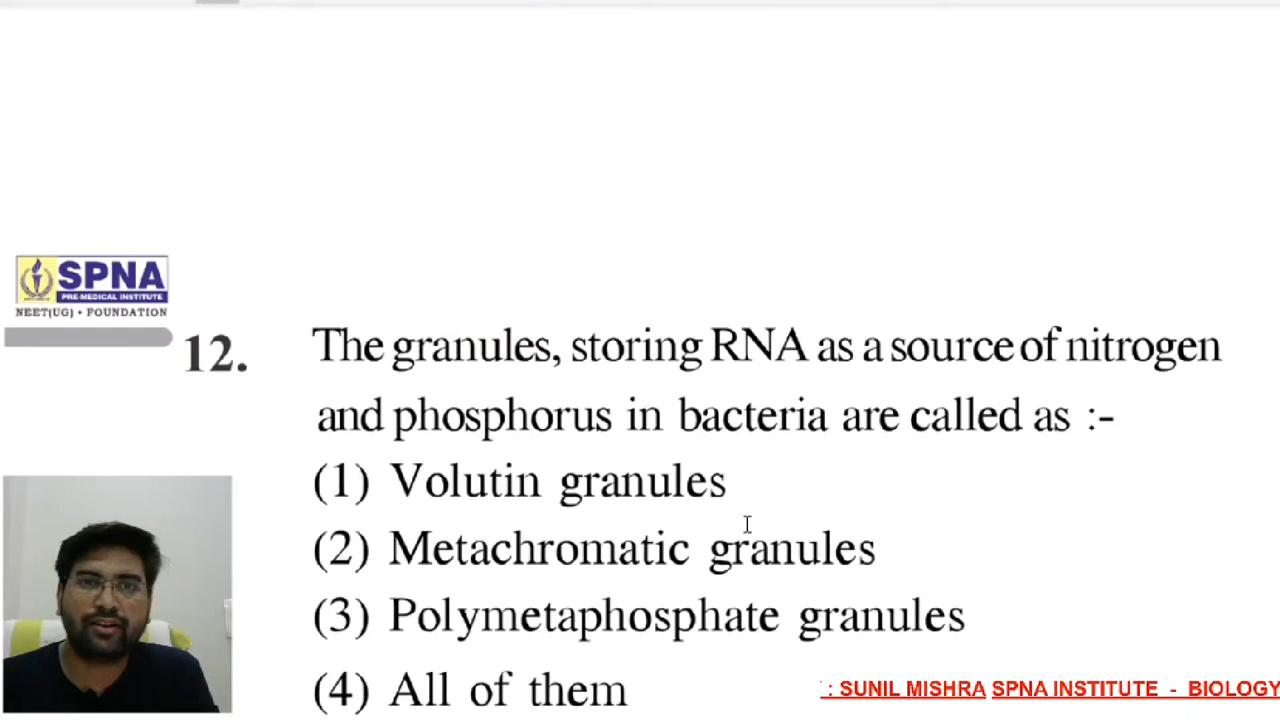 SPNA
PRE-MEDICAL INSTITUTE
NEET(UG) • FOUNDATION
12. The granules, storing RNA as a source of nitrogen
and phosphorus in bacteria are called as :-
(1) Volutin granules
(2) Metachromatic granules
(3) Polymetaphosphate granules
(4) All of them
: SUNIL MISHRA SPNA INSTITUTE - BIOLOGY